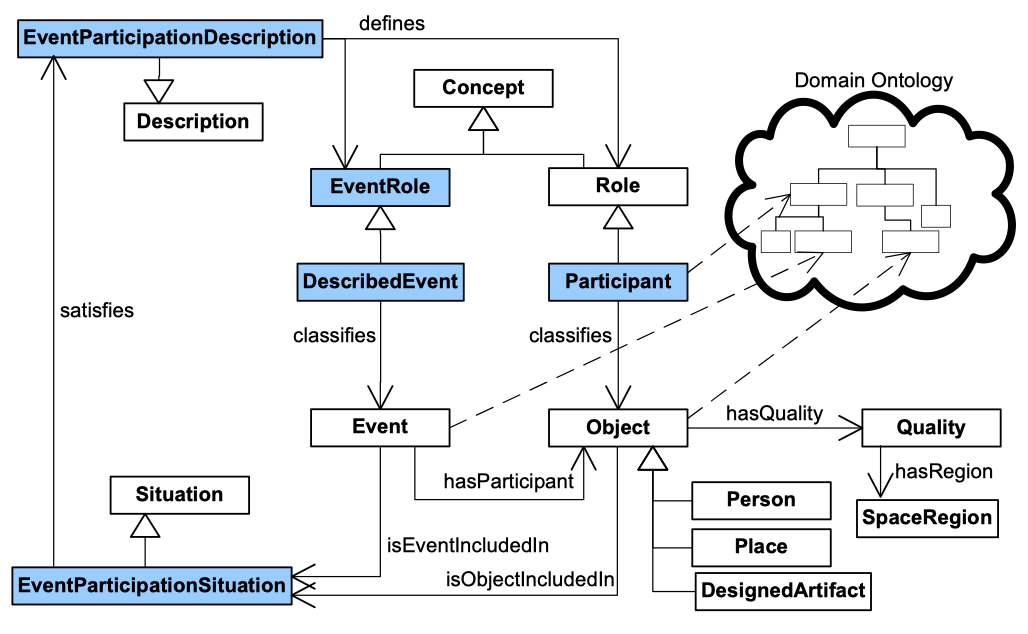 defines
EventParticipationDescription
Domain Ontology
Concept
Description
EventRole
Role
DescribedEvent
Participant
satisfies
classifies
classifies
hasQuality
Event
Object
Quality
hasRegion
hasParticipant
Situation
Person
SpaceRegion
isEventIncludedIn
Place
isObjectIncludedIn
EventParticipationSituation
DesignedArtifact